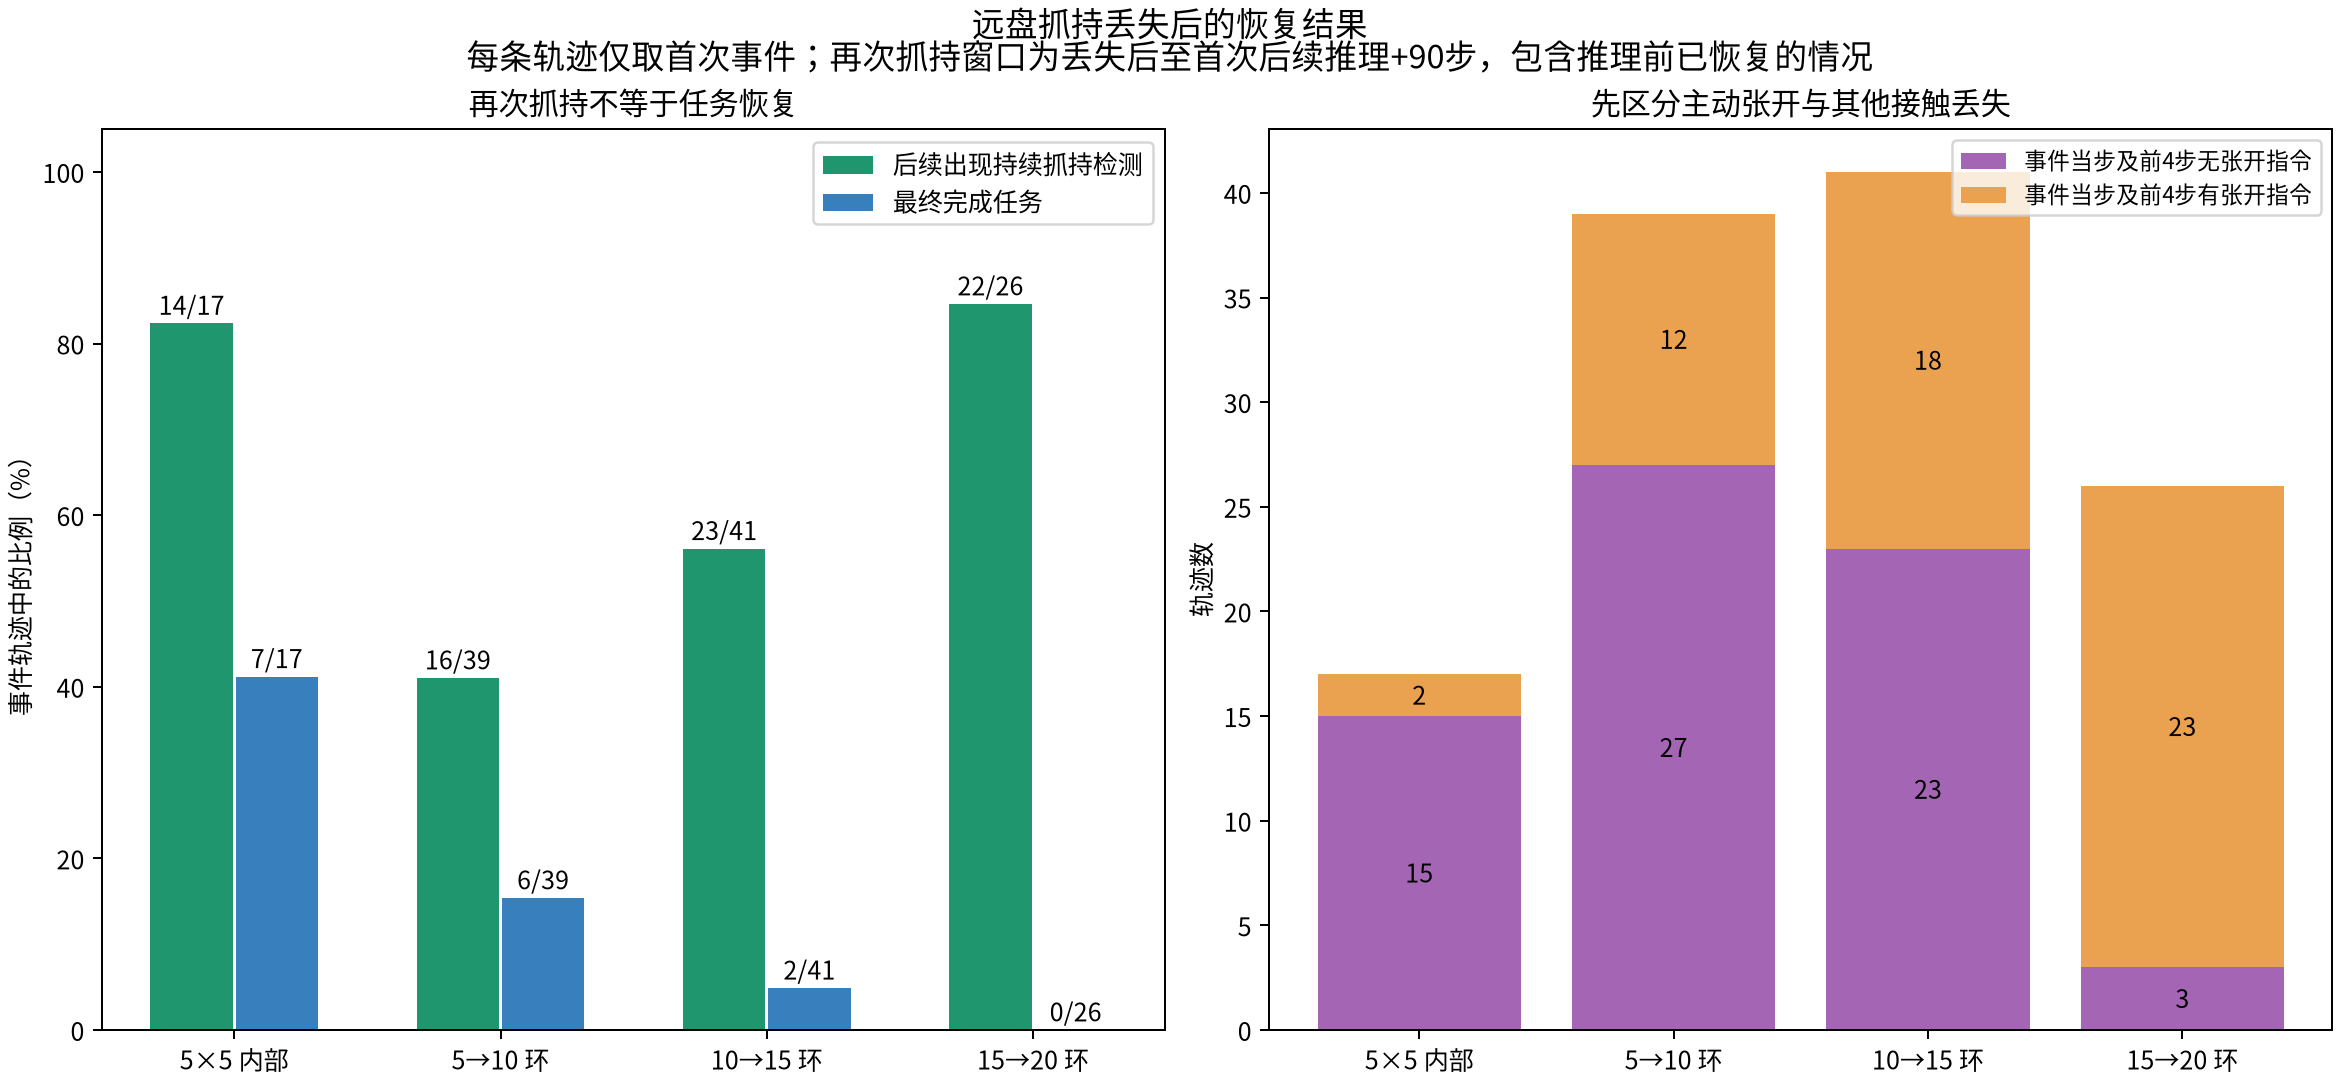 远盘抓持丢失后的恢复结果
每条轨迹仅取首次事件；再次抓持窗口为丢失后至首次后续推理+90步，包含推理前已恢复的情况
再次抓持不等于任务恢复
事件轨迹中的比例（%）
100
80
60
40
20
0
后续出现持续抓持检测
最终完成任务
14/17
7/17
16/39
6/39
23/41
2/41
22/26
0/26
5×5 内部
5→10 环
10→15 环
15→20 环
先区分主动张开与其他接触丢失
轨迹数
40
35
30
25
20
15
10
5
0
事件当步及前4步无张开指令
事件当步及前4步有张开指令
2
15
12
27
18
23
23
3
5×5 内部
5→10 环
10→15 环
15→20 环